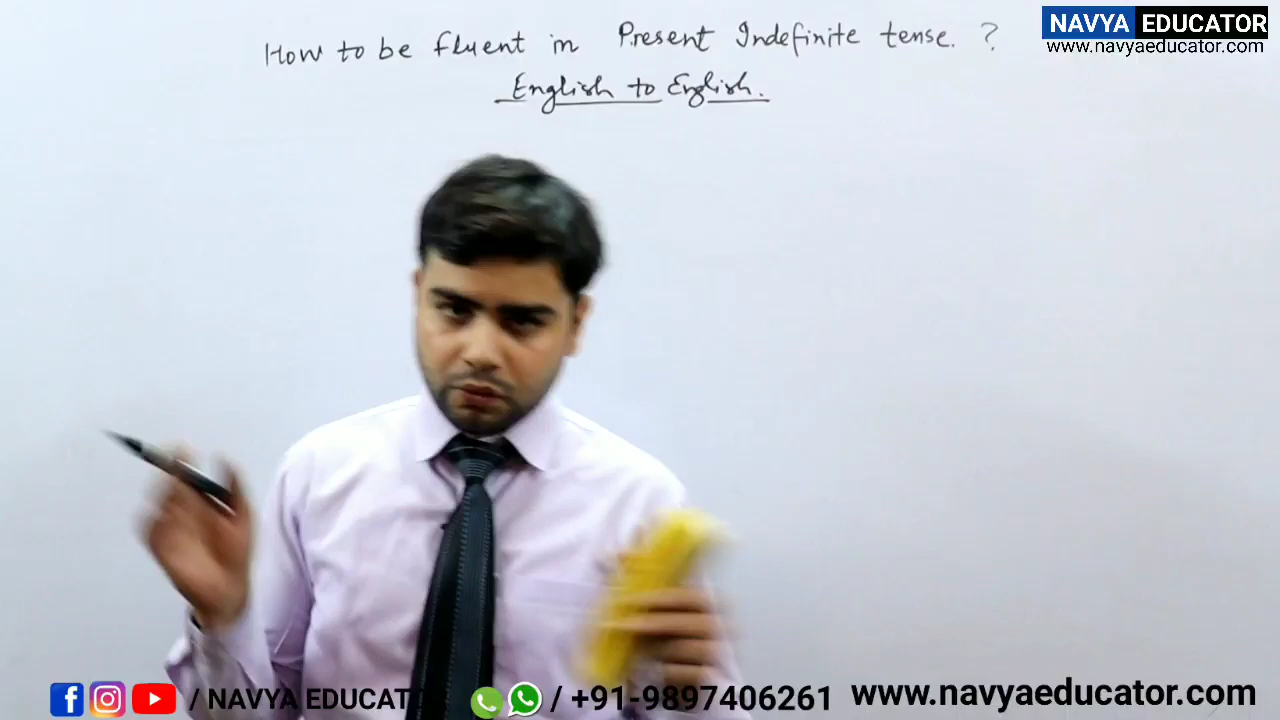 How to be fluent in Present Indefinite tense. ?
English to English.
NAVYA EDUCATOR
www.navyaeducator.com
/ NAVYA EDUCAT
/ +91-9897406261
www.navyaeducator.com